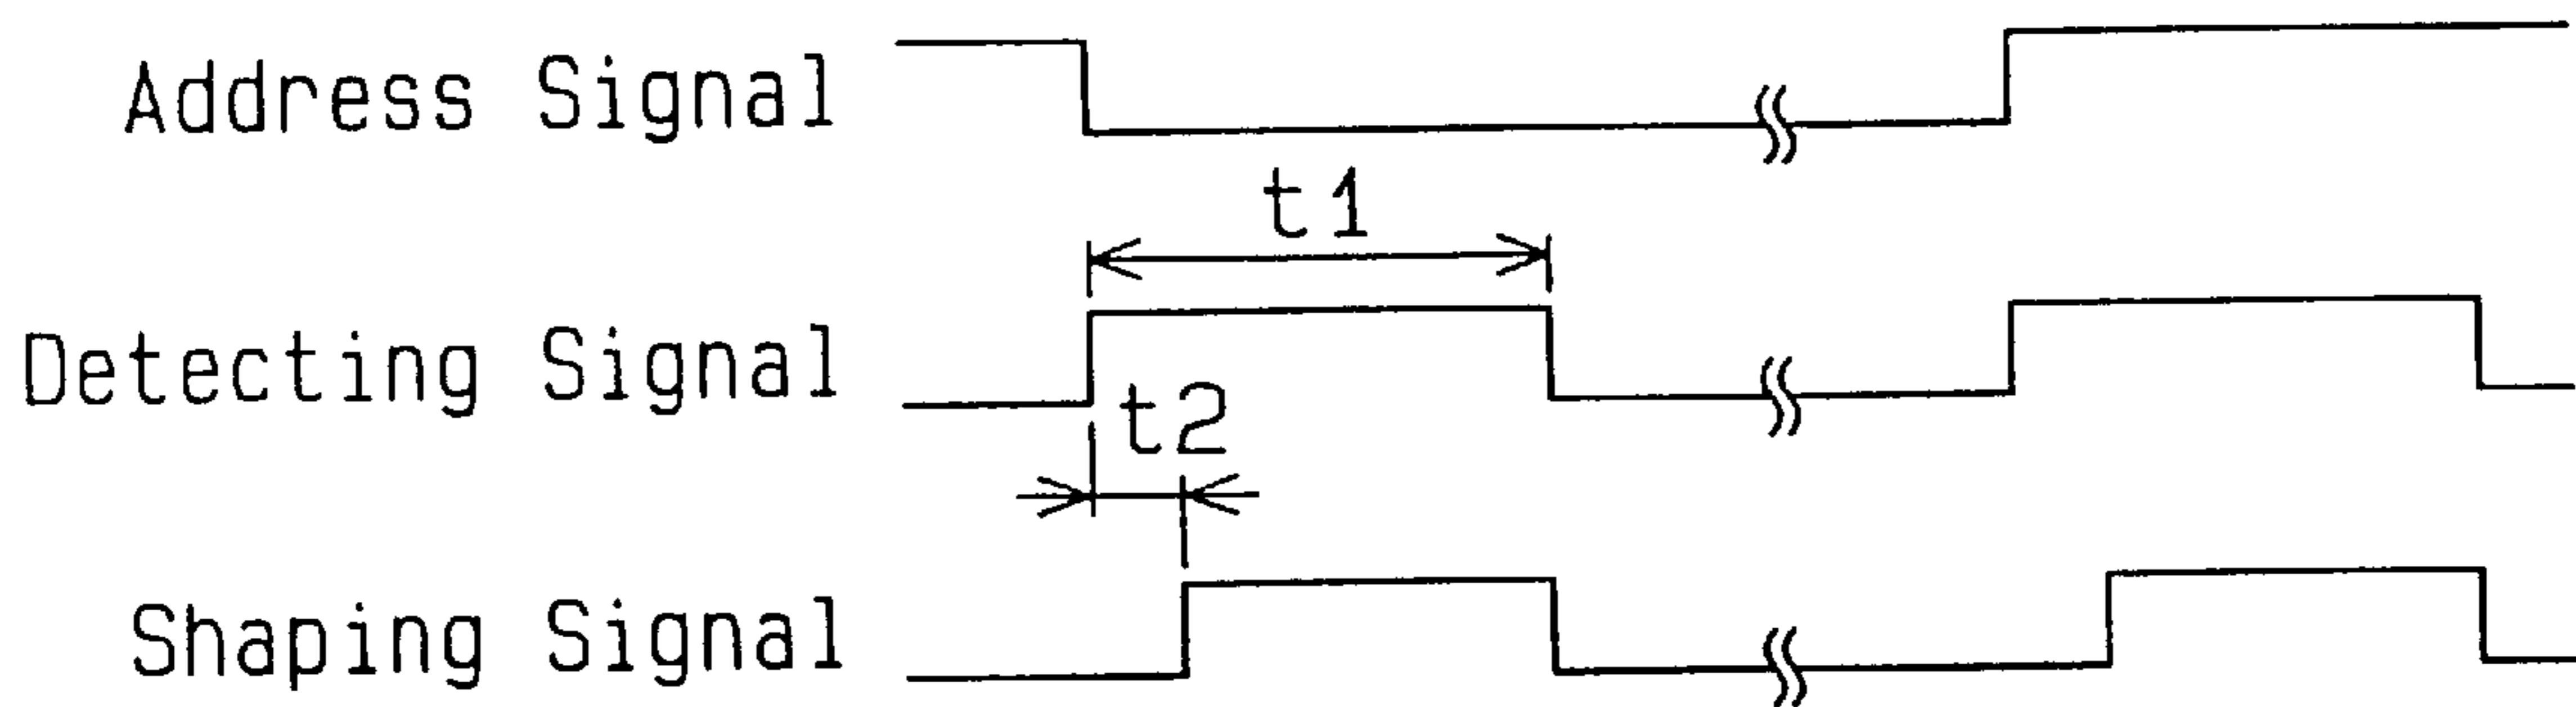 Address Signal
t1
Detecting Signal
t2
Shaping Signal